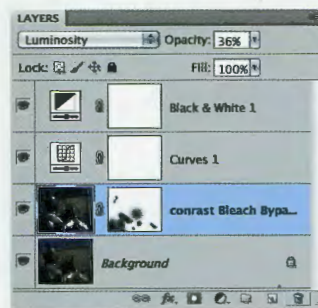 LAYERS
Luminosity Opacity: 36%
Lock: Fill: 100%
Black & White 1
Curves 1
conrast Bleach Bypa...
Background